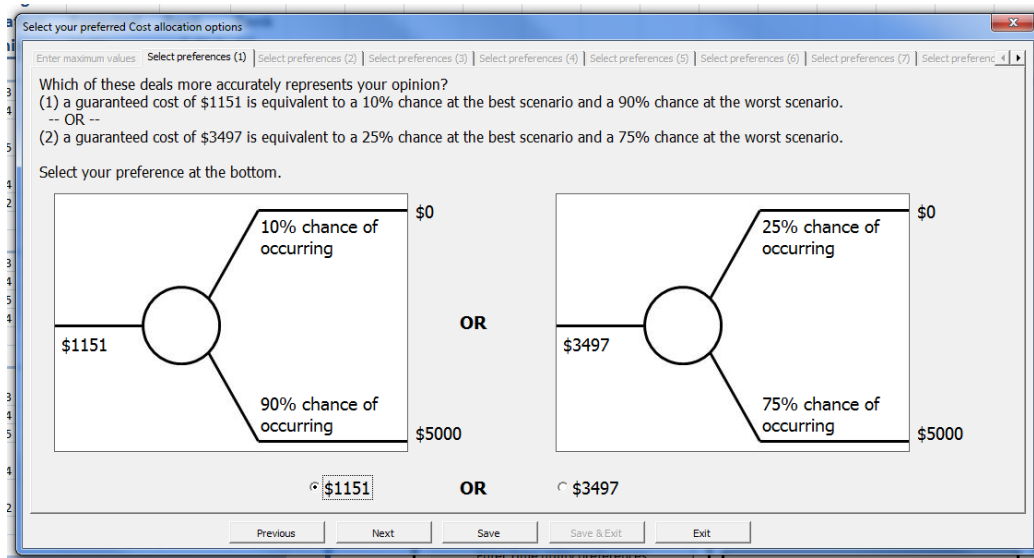 Select your preferred Cost allocation options
Enter maximum values Select preferences (1) Select preferences (2) Select preferences (3) Select preferences (4) Select preferences (5) Select preferences (6) Select preferences (7) Select preferenc
Which of these deals more accurately represents your opinion?
(1) a guaranteed cost of $1151 is equivalent to a 10% chance at the best scenario and a 90% chance at the worst scenario.
-- OR --
(2) a guaranteed cost of $3497 is equivalent to a 25% chance at the best scenario and a 75% chance at the worst scenario.
Select your preference at the bottom.
$0
10% chance of
occurring
$1151
90% chance of
occurring
$5000
OR
$0
25% chance of
occurring
$3497
75% chance of
occurring
$5000
$1151 OR $3497
Previous Next Save Save & Exit Exit